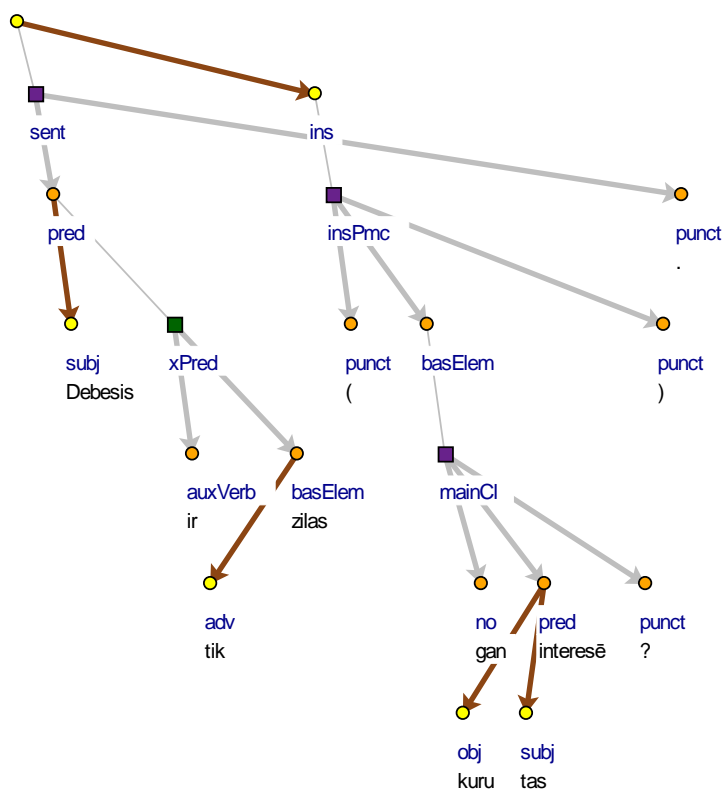 sent ins
pred insPmc punct
.
subj xPred punct basElem punct
Debesis ( )
auxVerb basElem mainCl
ir zilas
adv no pred punct
tik gan interesē ?
obj subj
kuru tas